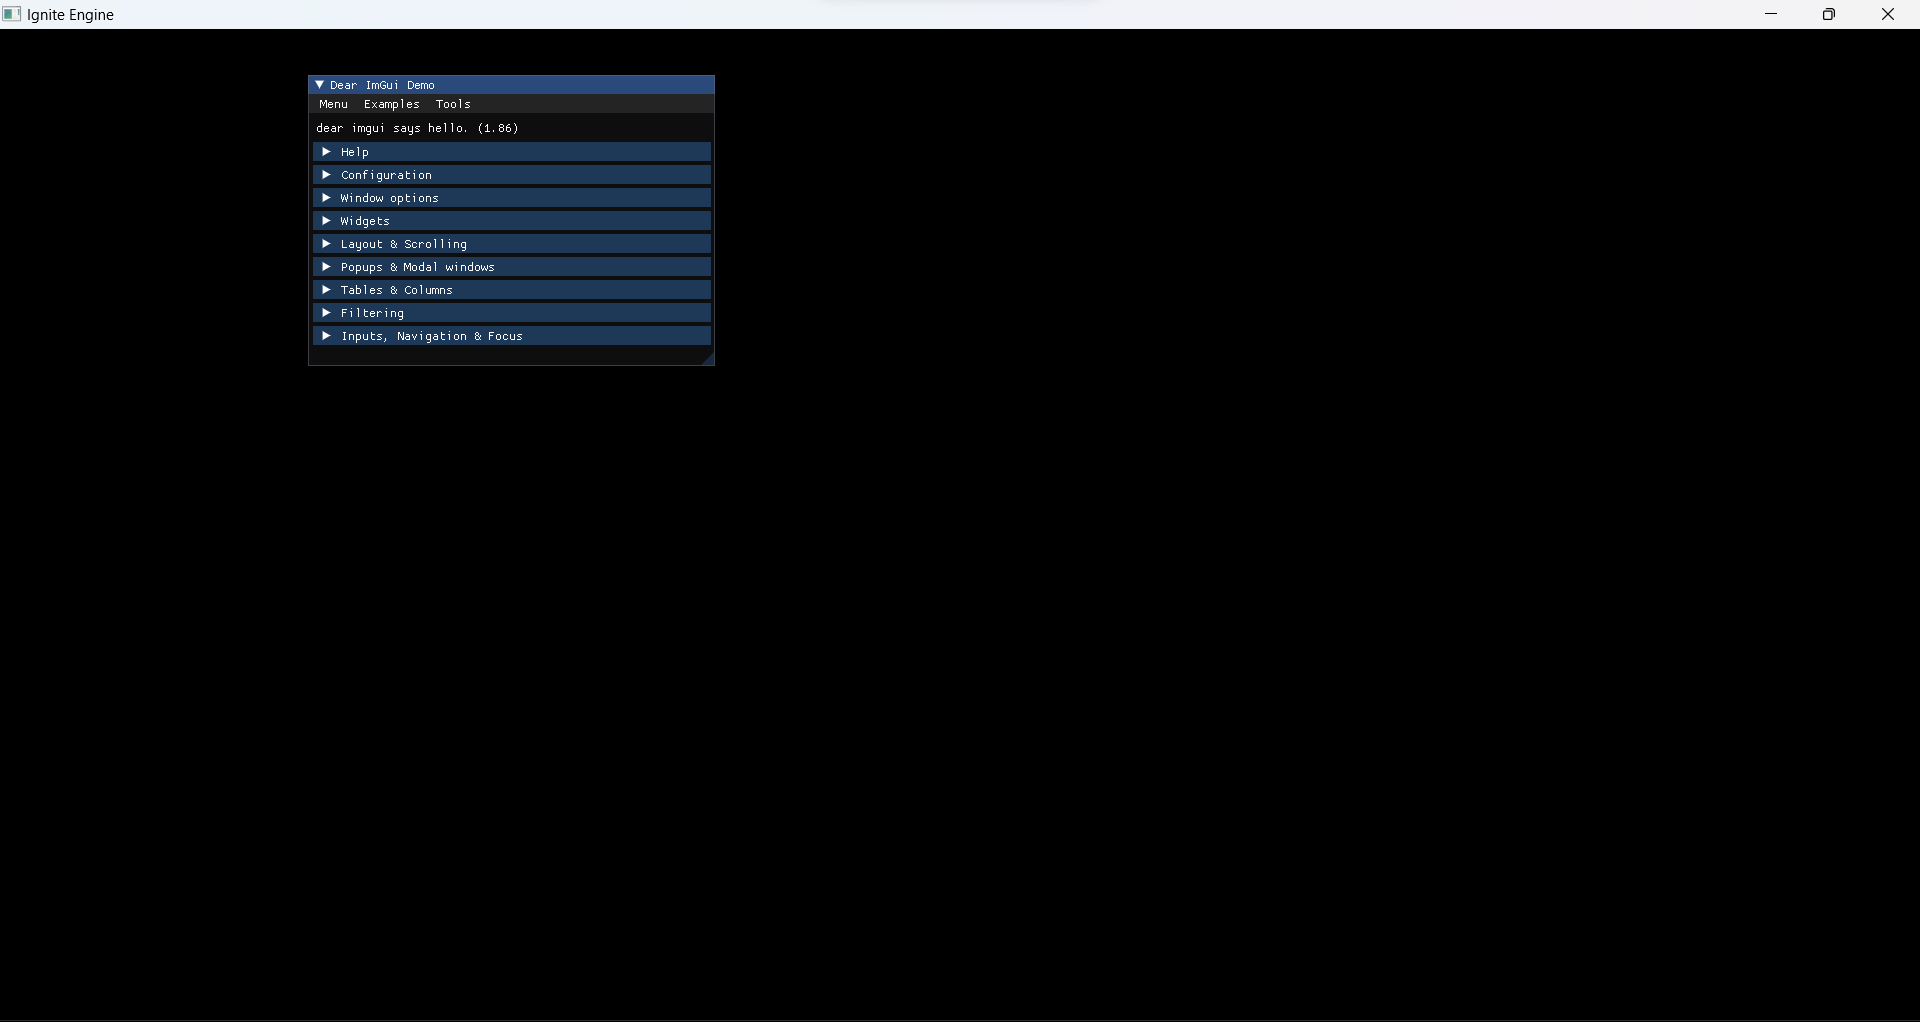 Ignite Engine
Dear ImGui Demo
Menu Examples Tools
dear imgui says hello. (1.86)
Help
Configuration
Window options
Widgets
Layout & Scrolling
Popups & Modal windows
Tables & Columns
Filtering
Inputs, Navigation & Focus